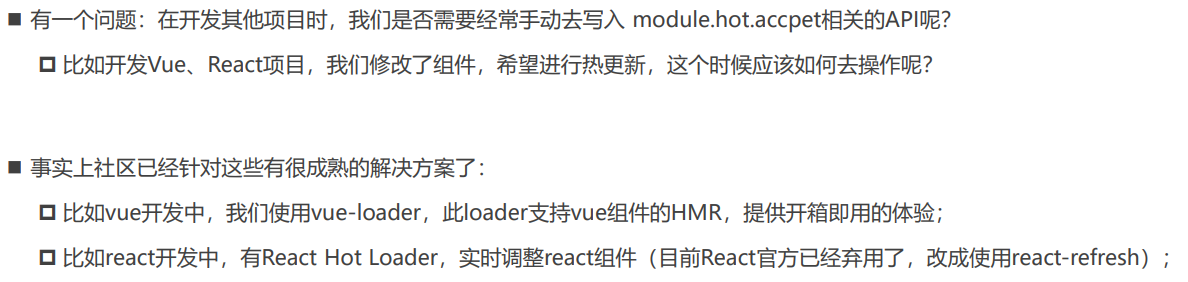 有一个问题：在开发其他项目时，我们是否需要经常手动去写入 module.hot.accpet相关的API呢？
比如开发Vue、React项目，我们修改了组件，希望进行热更新，这个时候应该如何去操作呢？
事实上社区已经针对这些有很成熟的解决方案了：
比如vue开发中，我们使用vue-loader，此loader支持vue组件的HMR，提供开箱即用的体验；
比如react开发中，有React Hot Loader，实时调整react组件（目前React官方已经弃用了，改成使用react-refresh）；